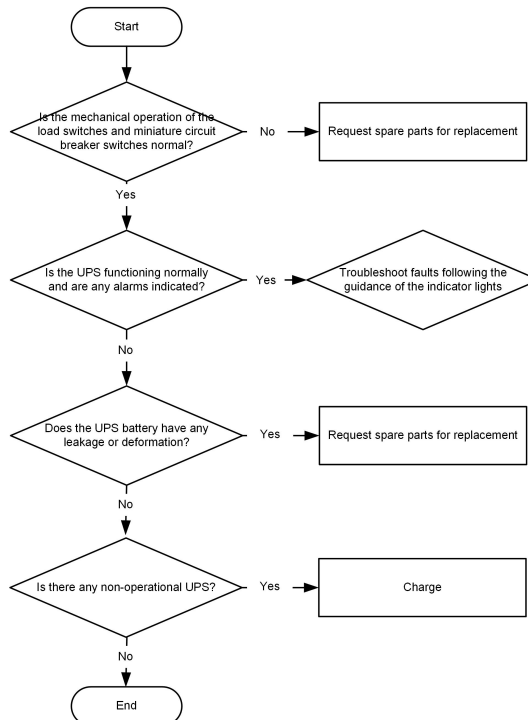 Start
Is the mechanical operation of the
load switches and miniature circuit
breaker switches normal?
No
Request spare parts for replacement
Yes
Is the UPS functioning normally
and are any alarms indicated?
Yes
Troubleshoot faults following the
guidance of the indicator lights
No
Does the UPS battery have any
leakage or deformation?
Yes
Request spare parts for replacement
No
Is there any non-operational UPS?
Yes
Charge
No
End